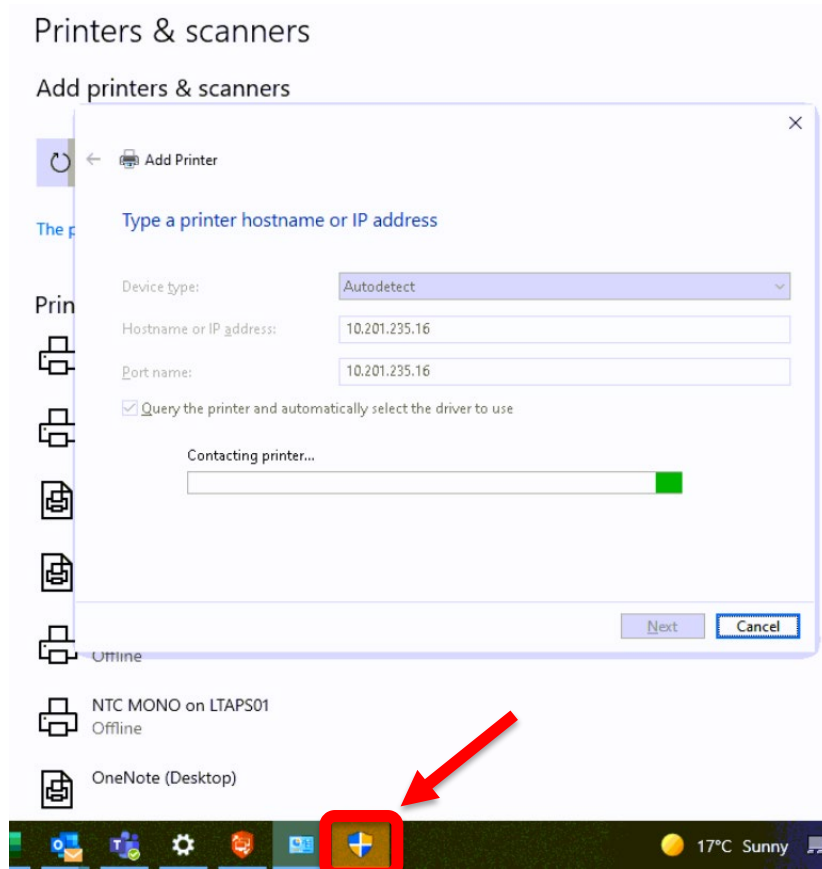 Printers & scanners
Add printers & scanners
Add Printer
The p
Type a printer hostname or IP address
Device type:
Autodetect
Prin
Hostname or IP address:
10.201.235.16
Port name:
10.201.235.16
Query the printer and automatically select the driver to use
Contacting printer...
Next
Cancel
Offline
NTC MONO on LTAPS01
Offline
OneNote (Desktop)
17°C Sunny